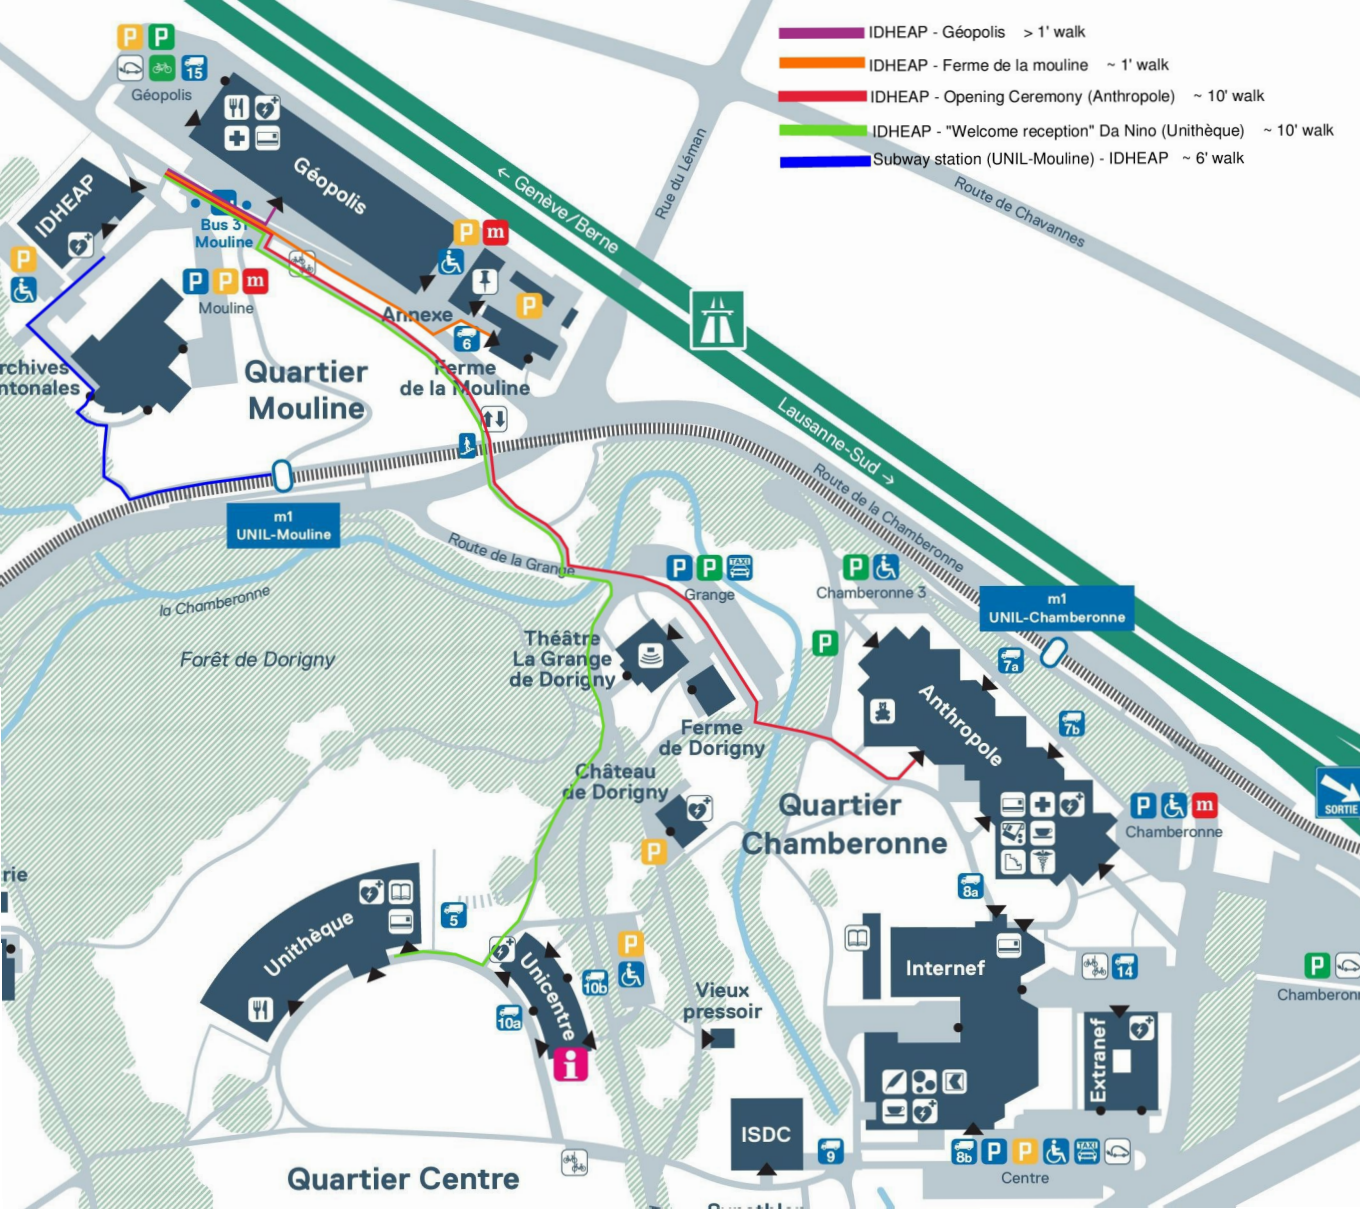 IDHEAP - Géopolis > 1' walk
IDHEAP - Ferme de la mouline ~ 1' walk
IDHEAP - Opening Ceremony (Anthropole) ~ 10' walk
IDHEAP - "Welcome reception" Da Nino (Unithèque) ~ 10' walk
Subway station (UNIL-Mouline) - IDHEAP ~ 6' walk
P P
15
Géopolis
Géopolis
IDHEAP
Bus 31
Mouline
← Genève/Berne
Rue du Léman
Route de Chavannes
P m
P
P
P P m
Mouline
Annexe
6
Ferme
de la Mouline
rchives
ntonales
Quartier
Mouline
Lausanne-Sud →
Route de la Chamberonne
m1
UNIL-Mouline
Route de la Grange
la Chamberonne
Forêt de Dorigny
P P TAXI
Grange
P
Chamberonne 3
P
m1
UNIL-Chamberonne
7a
7b
Théâtre
La Grange
de Dorigny
Ferme
de Dorigny
Château
de Dorigny
P
Anthropole
Quartier
Chamberonne
P m
Chamberonne
SORTIE
rie
Unithèque
5
Unicentre
10b
10a
P
i
8a
Internef
14
P
Chamberonn
Vieux
pressoir
Extranef
ISDC
9
8b P P TAXI
Centre
Quartier Centre